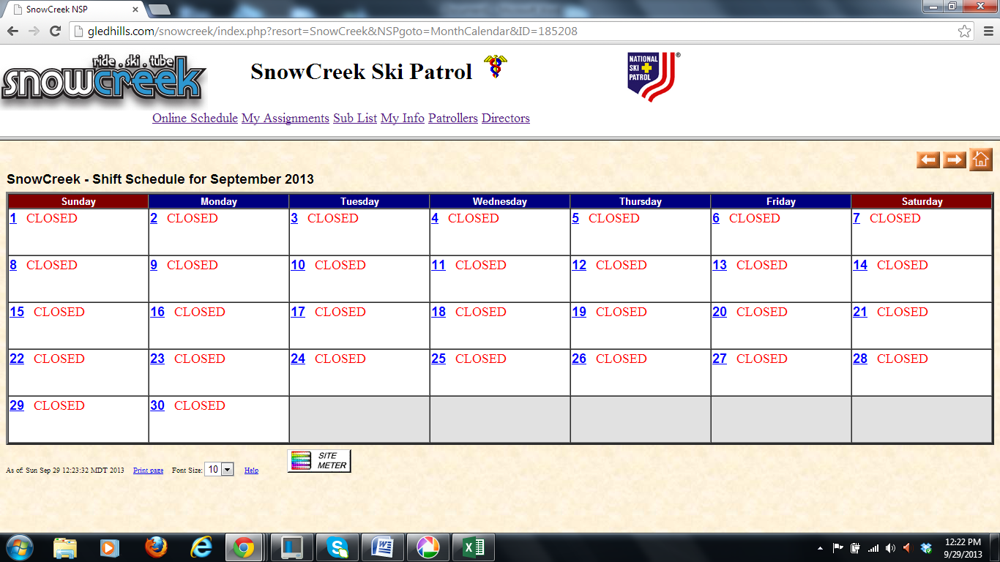 SnowCreek NSP
gledhills.com/snowcreek/index.php?resort=SnowCreek&NSPgoto=MonthCalendar&ID=185208
ride.ski.tube
snowcreek
SnowCreek Ski Patrol
NATIONAL
SKI
PATROL
®
Online Schedule My Assignments Sub List My Info Patrollers Directors
SnowCreek - Shift Schedule for September 2013
Sunday Monday Tuesday Wednesday Thursday Friday Saturday
1 CLOSED 2 CLOSED 3 CLOSED 4 CLOSED 5 CLOSED 6 CLOSED 7 CLOSED
8 CLOSED 9 CLOSED 10 CLOSED 11 CLOSED 12 CLOSED 13 CLOSED 14 CLOSED
15 CLOSED 16 CLOSED 17 CLOSED 18 CLOSED 19 CLOSED 20 CLOSED 21 CLOSED
22 CLOSED 23 CLOSED 24 CLOSED 25 CLOSED 26 CLOSED 27 CLOSED 28 CLOSED
29 CLOSED 30 CLOSED
SITE
METER
As of: Sun Sep 29 12:23:32 MDT 2013 Print page Font Size: 10 Help
12:22 PM
9/29/2013